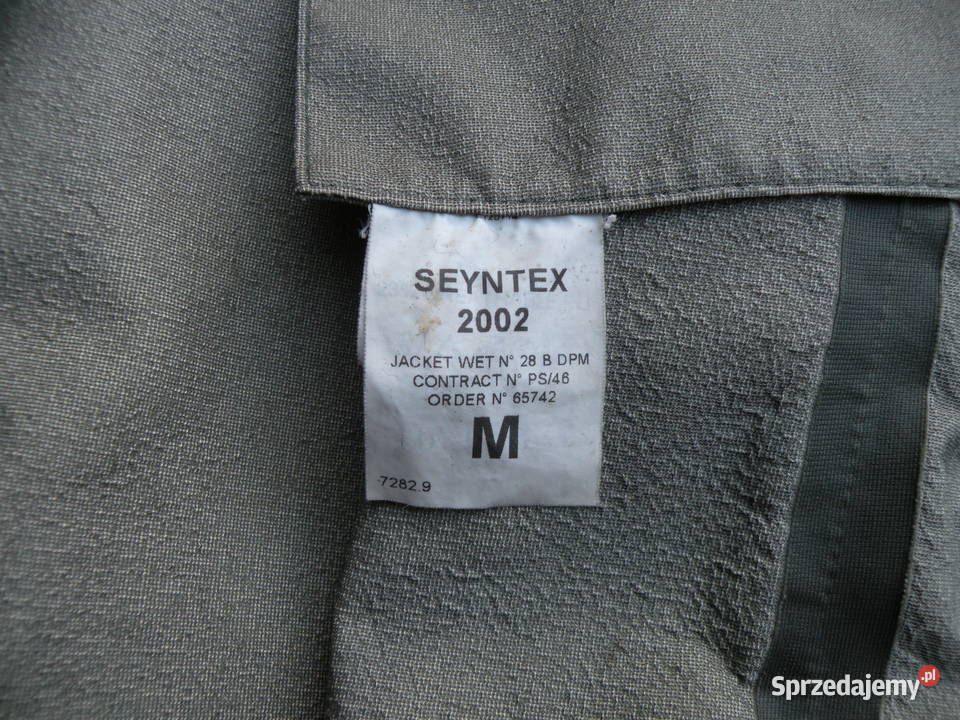 SEYNTEX
2002
JACKET WET N° 28 B DPM
CONTRACT N° PS/46
ORDER N° 65742
M
7282.9
Sprzedajemy.pl